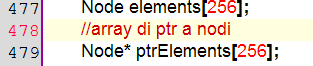 477 Node elements[256];
478 //array di ptr a nodi
479 Node* ptrElements[256];